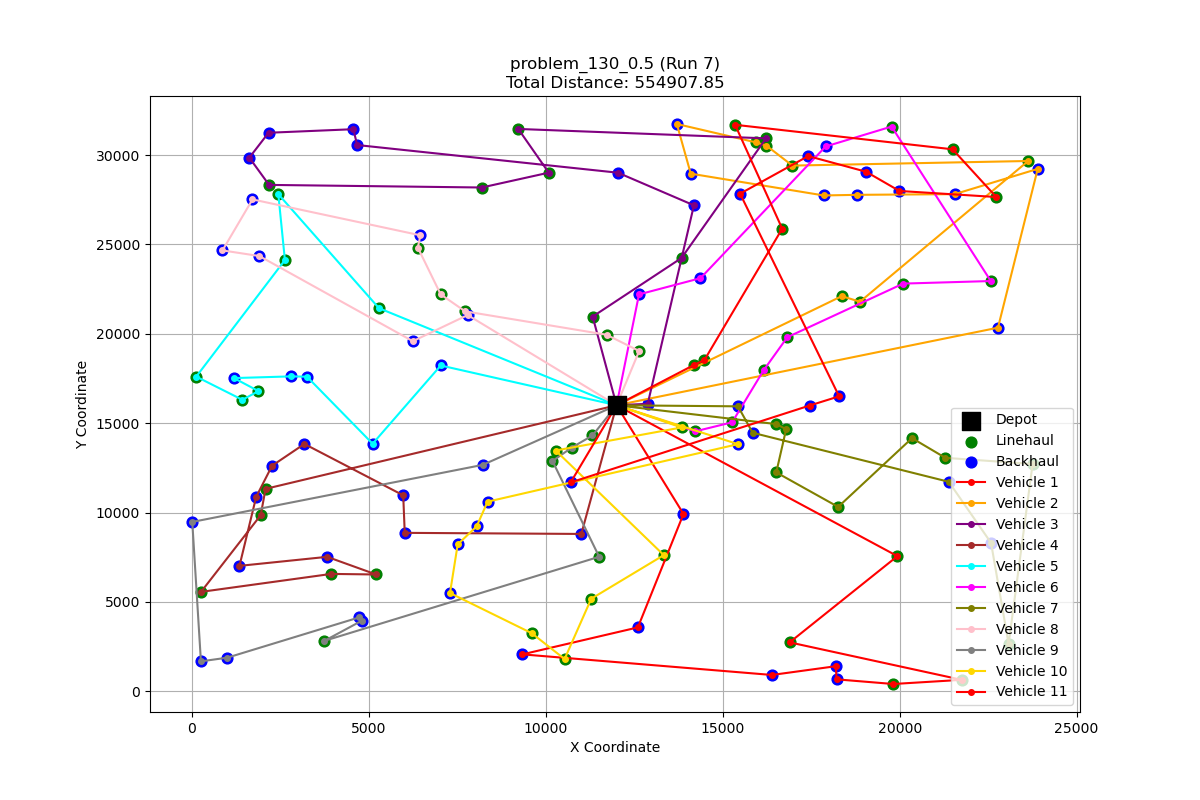 problem_130_0.5 (Run 7)
Total Distance: 554907.85
Y Coordinate
30000
25000
20000
15000
10000
5000
0
0
5000
10000
15000
20000
25000
X Coordinate
Depot
Linehaul
Backhaul
Vehicle 1
Vehicle 2
Vehicle 3
Vehicle 4
Vehicle 5
Vehicle 6
Vehicle 7
Vehicle 8
Vehicle 9
Vehicle 10
Vehicle 11